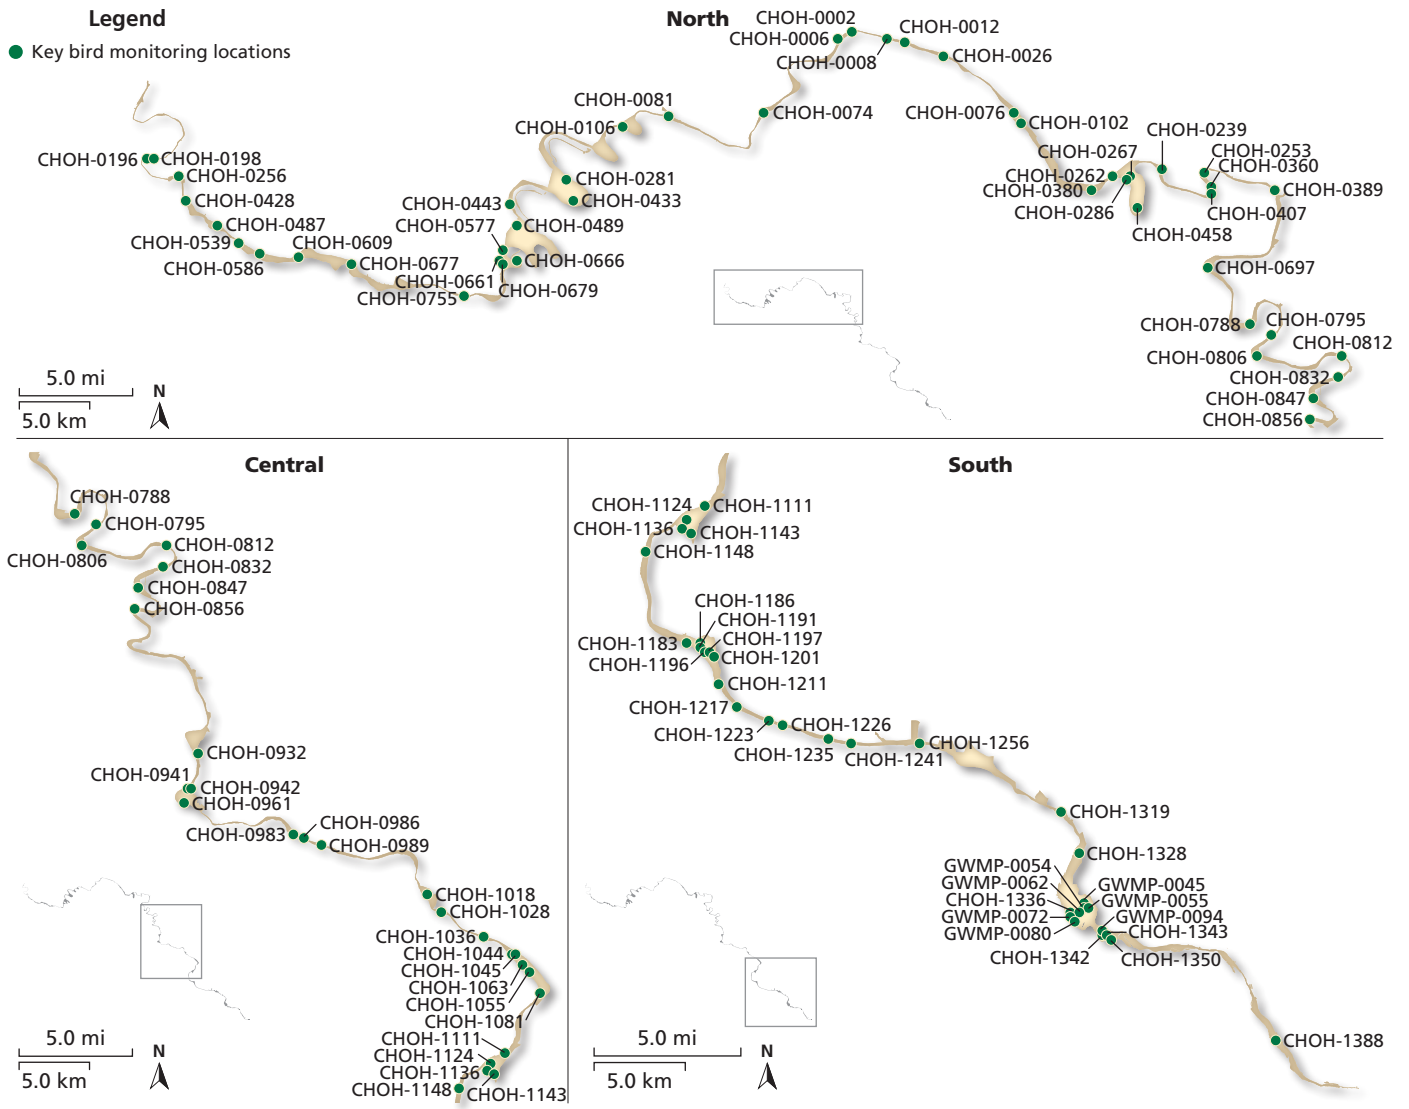 Legend
Key bird monitoring locations
North
CHOH-0002
CHOH-0006
CHOH-0012
CHOH-0008
CHOH-0026
CHOH-0081
CHOH-0074
CHOH-0106
CHOH-0076
CHOH-0102
CHOH-0239
CHOH-0267
CHOH-0253
CHOH-0360
CHOH-0196
CHOH-0198
CHOH-0256
CHOH-0281
CHOH-0262
CHOH-0380
CHOH-0389
CHOH-0428
CHOH-0443
CHOH-0433
CHOH-0286
CHOH-0407
CHOH-0487
CHOH-0577
CHOH-0489
CHOH-0458
CHOH-0539
CHOH-0609
CHOH-0586
CHOH-0677
CHOH-0666
CHOH-0697
CHOH-0661
CHOH-0679
CHOH-0755
CHOH-0788
CHOH-0795
CHOH-0812
CHOH-0806
CHOH-0832
CHOH-0847
CHOH-0856
5.0 mi
5.0 km
N
Central
CHOH-0788
CHOH-0795
CHOH-0812
CHOH-0806
CHOH-0832
CHOH-0847
CHOH-0856
CHOH-0932
CHOH-0941
CHOH-0942
CHOH-0961
CHOH-0986
CHOH-0983
CHOH-0989
CHOH-1018
CHOH-1028
CHOH-1036
CHOH-1044
CHOH-1045
CHOH-1063
CHOH-1055
CHOH-1081
CHOH-1111
CHOH-1124
CHOH-1136
CHOH-1148
CHOH-1143
5.0 mi
5.0 km
N
South
CHOH-1124
CHOH-1111
CHOH-1136
CHOH-1143
CHOH-1148
CHOH-1186
CHOH-1191
CHOH-1183
CHOH-1197
CHOH-1196
CHOH-1201
CHOH-1211
CHOH-1217
CHOH-1226
CHOH-1223
CHOH-1235
CHOH-1241
CHOH-1256
CHOH-1319
CHOH-1328
GWMP-0054
GWMP-0062
GWMP-0045
CHOH-1336
GWMP-0055
GWMP-0072
GWMP-0094
GWMP-0080
CHOH-1343
CHOH-1342
CHOH-1350
CHOH-1388
5.0 mi
5.0 km
N